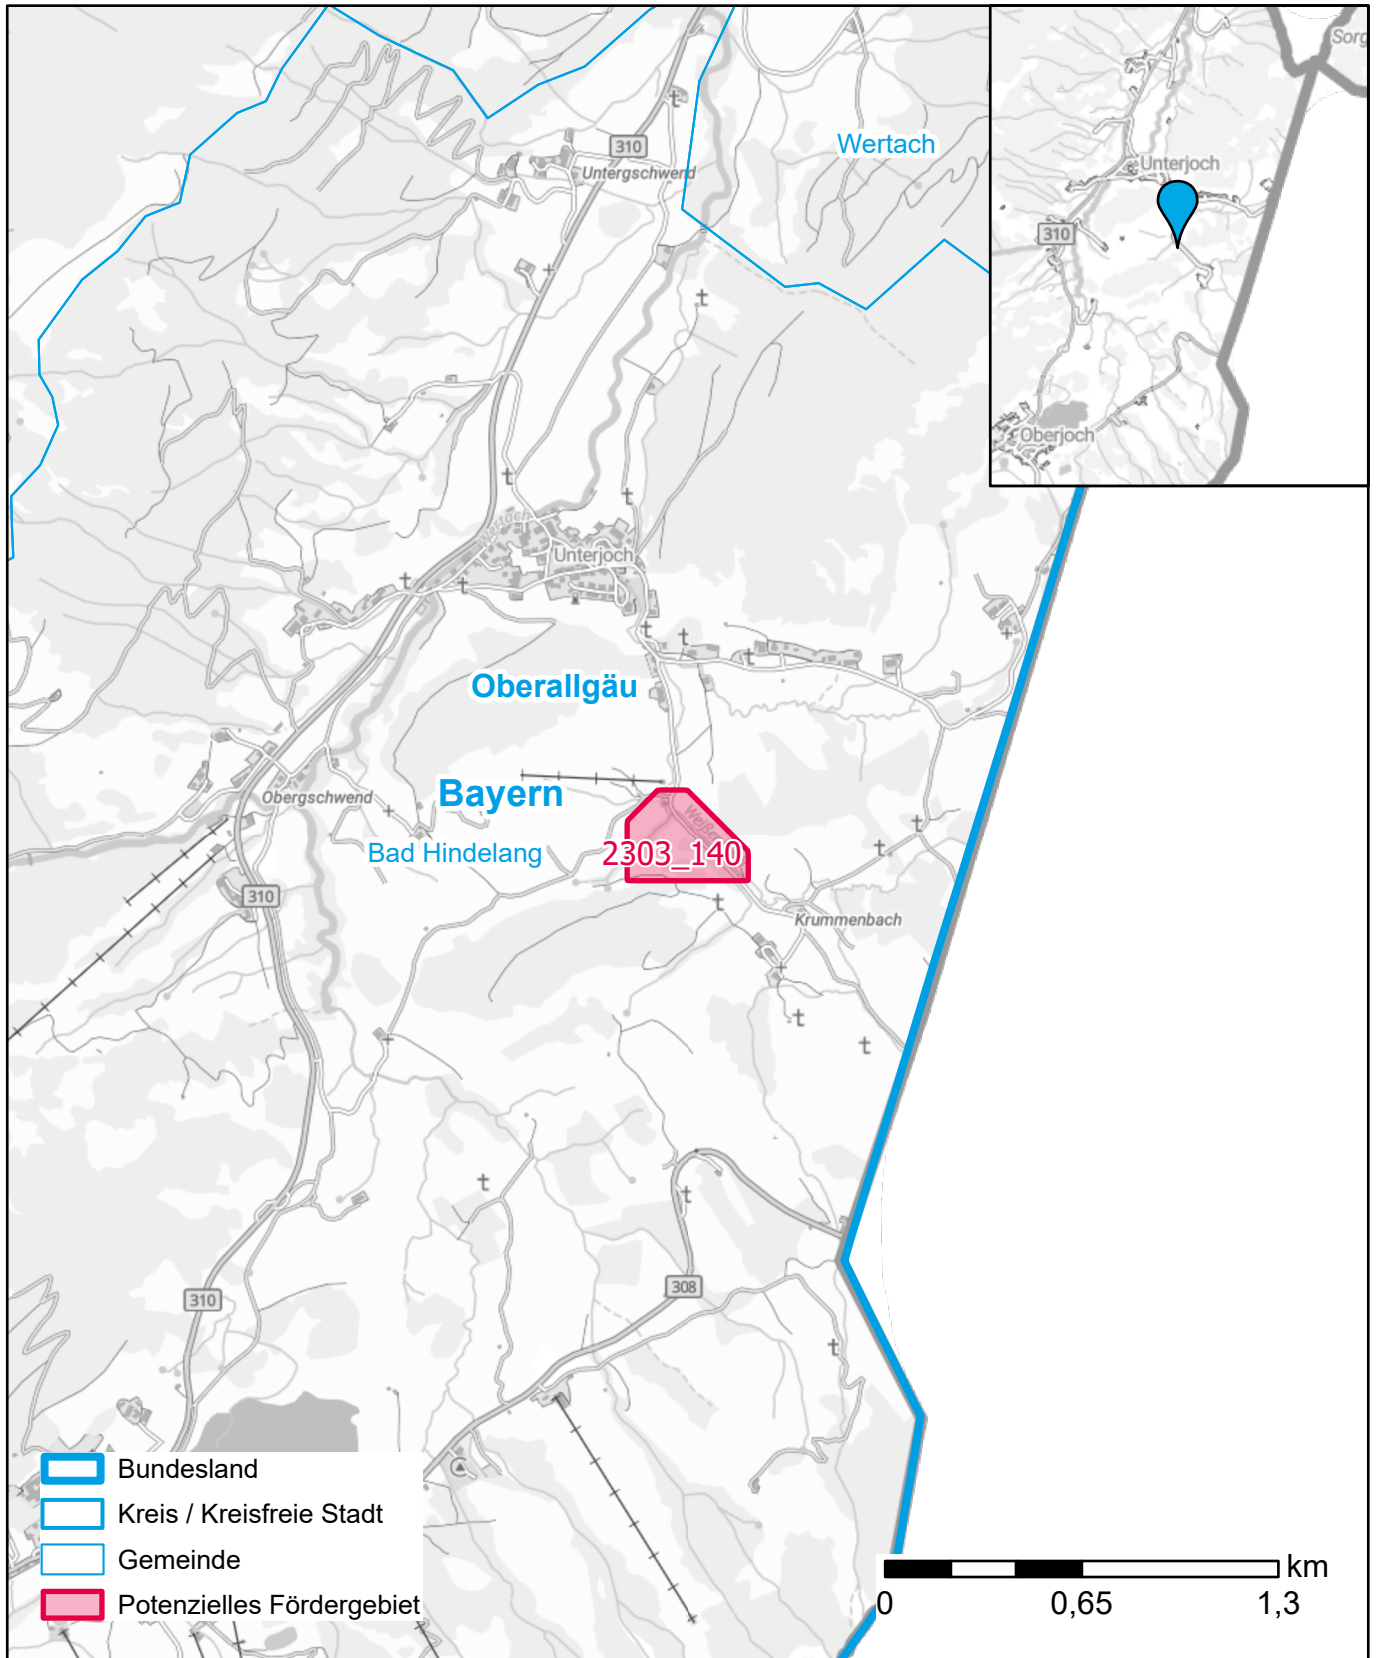 Sorg
Wertach
310
Untergschwend
Unterjoch
310
Oberjoch
Wertach
Unterjoch
Oberallgäu
Bayern
Obergschwend
Bad Hindelang
2303_140
310
Krummenbach
308
310
Bundesland
Kreis / Kreisfreie Stadt
Gemeinde
Potenzielles Fördergebiet
km
0 0,65 1,3